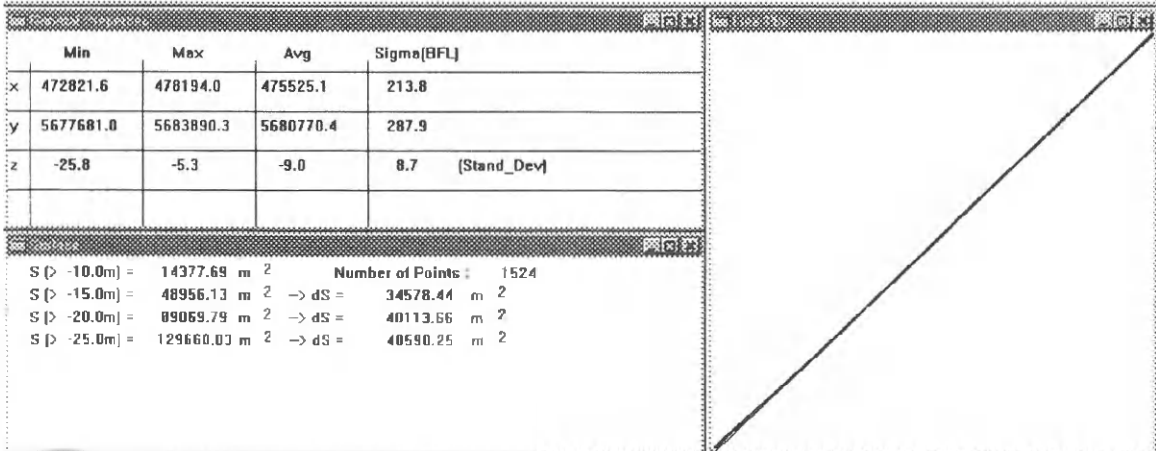 Min Max Avg Sigma(BFL)
x 472821.6 478194.0 475525.1 213.8
y 5677681.0 5683890.3 5680770.4 287.9
z -25.8 -5.3 -9.0 8.7 (Stand_Dev)
S (> -10.0m) = 14377.69 m 2 Number of Points : 1524
S (> -15.0m) = 48956.13 m 2 -> dS = 34578.44 m 2
S (> -20.0m) = 89069.79 m 2 -> dS = 40113.66 m 2
S (> -25.0m) = 129660.03 m 2 -> dS = 40590.25 m 2